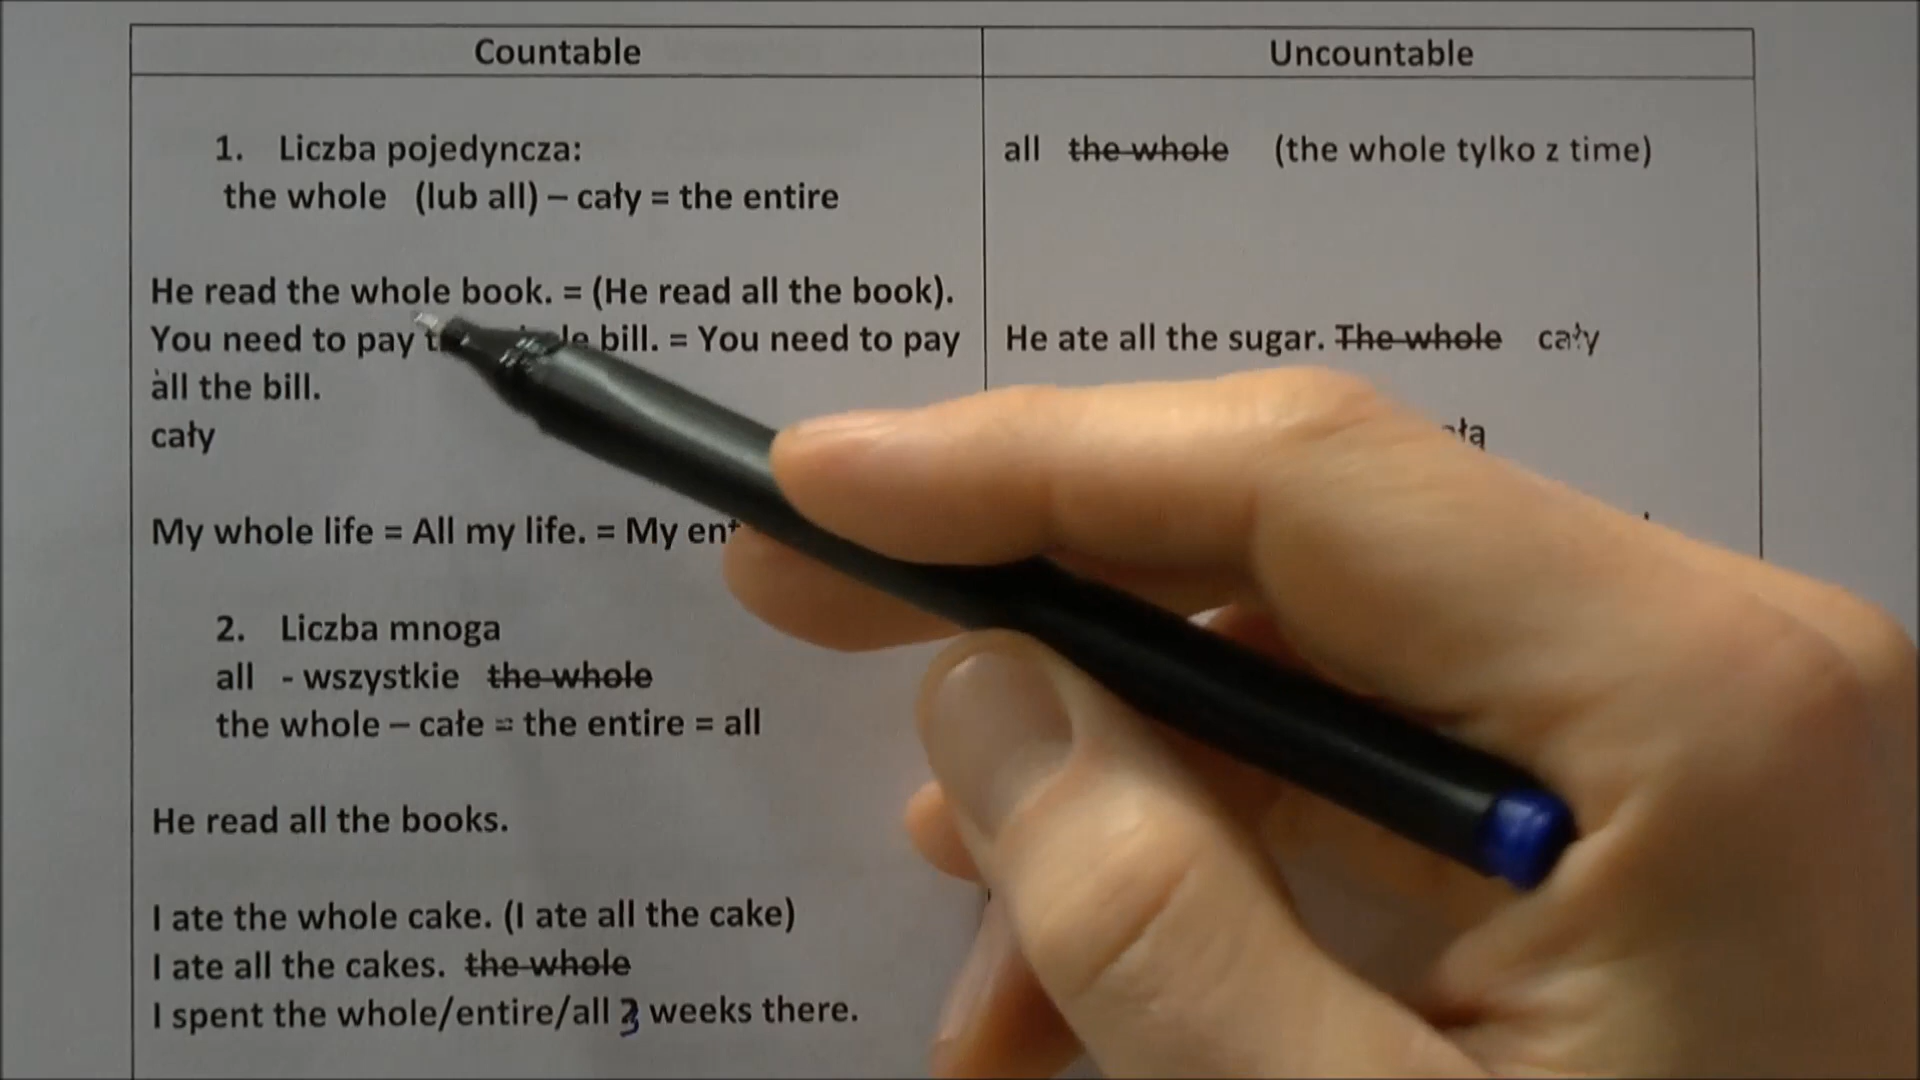 Countable
Uncountable
1. Liczba pojedyncza:
the whole (lub all) – cały = the entire
He read the whole book. = (He read all the book).
You need to pay bill. = You need to pay
all the bill.
cały
My whole life = All my life. = My
2. Liczba mnoga
all - wszystkie the whole
the whole – całe = the entire = all
He read all the books.
I ate the whole cake. (I ate all the cake)
I ate all the cakes. the whole
I spent the whole/entire/all 3 weeks there.
all the whole (the whole tylko z time)
He ate all the sugar. The whole cały